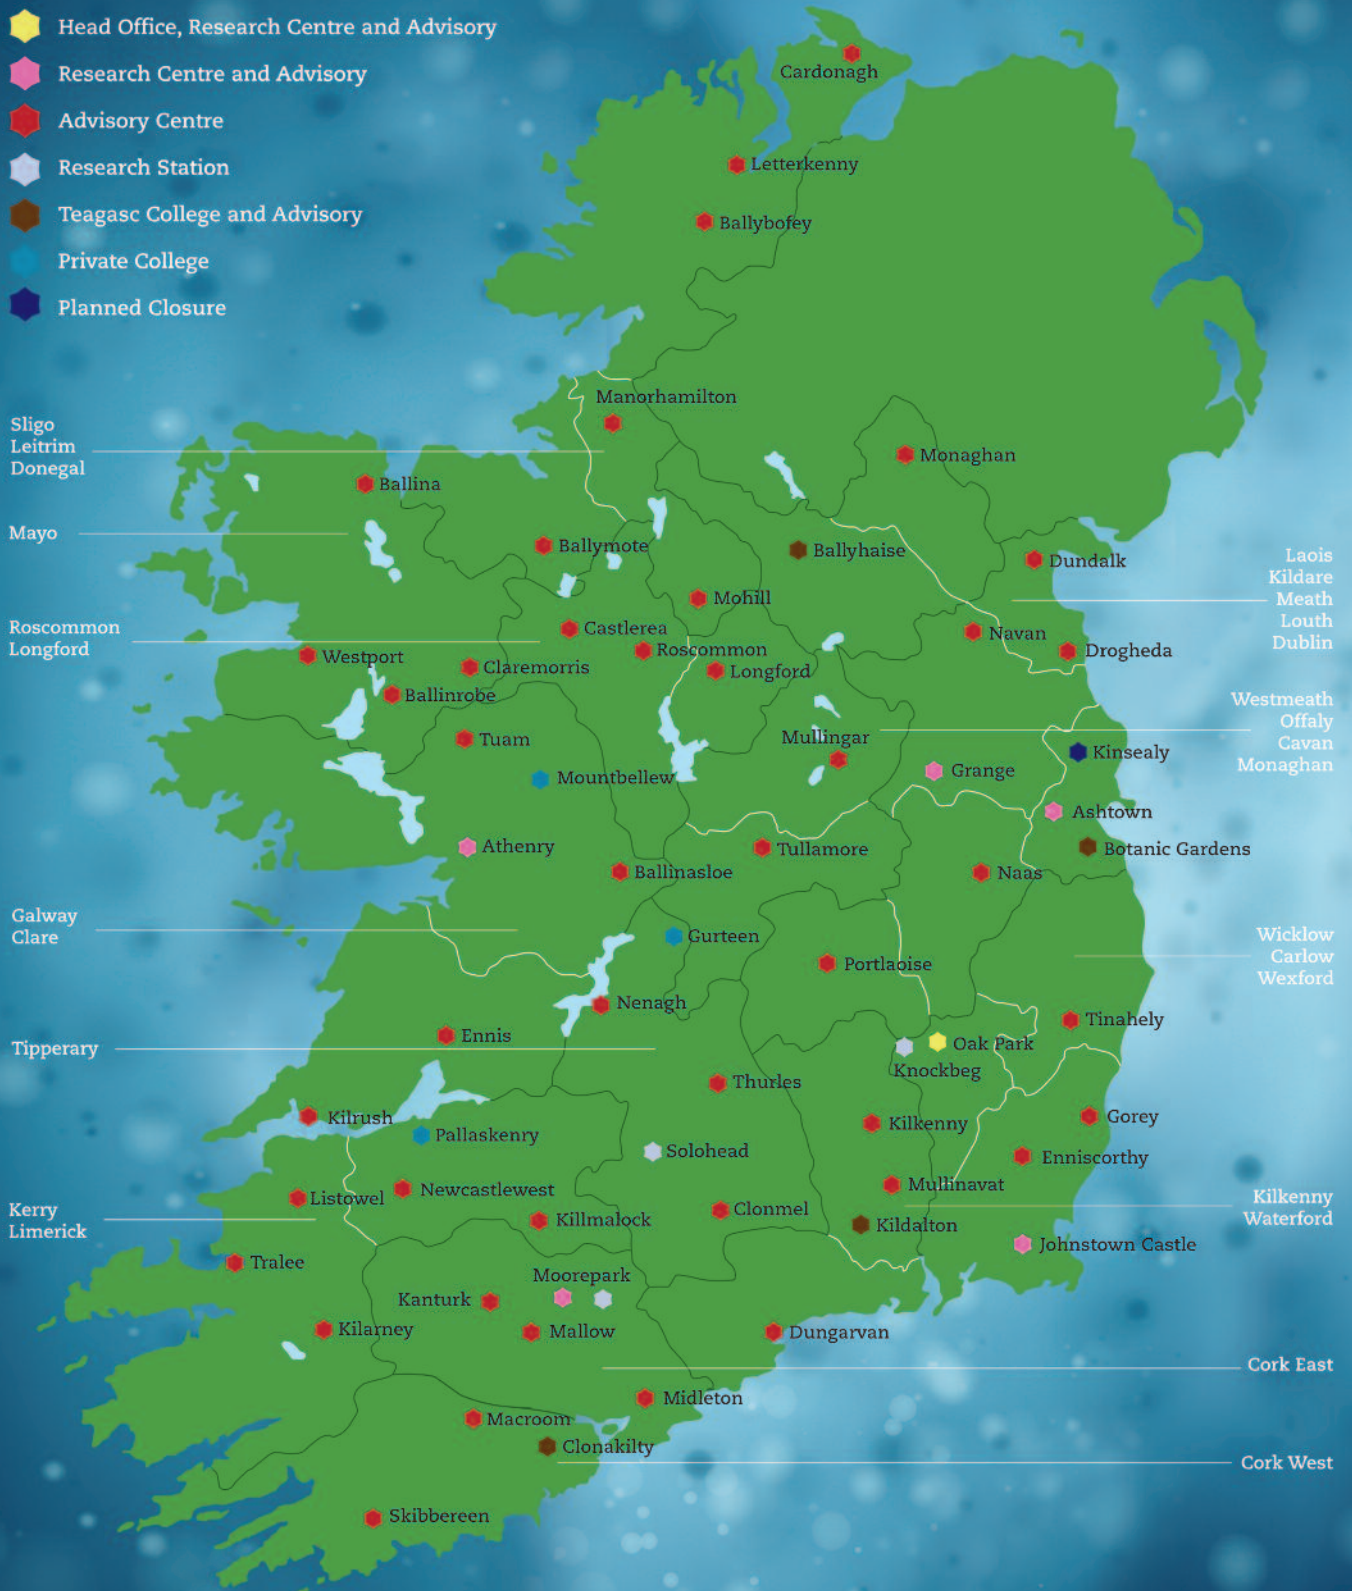 Head Office, Research Centre and Advisory
Research Centre and Advisory
Advisory Centre
Research Station
Teagasc College and Advisory
Private College
Planned Closure
Cardonagh
Letterkenny
Ballybofey
Manorhamilton
Sligo
Leitrim
Donegal
Monaghan
Ballina
Mayo
Ballymote
Ballyhaise
Dundalk
Laois
Kildare
Meath
Louth
Dublin
Mohill
Roscommon
Longford
Castlerea
Navan
Westport
Roscommon
Drogheda
Claremorris
Longford
Ballinrobe
Westmeath
Offaly
Cavan
Monaghan
Tuam
Mullingar
Kinsealy
Mountbellew
Grange
Ashtown
Athenry
Tullamore
Botanic Gardens
Ballinasloe
Naas
Galway
Clare
Gurteen
Wicklow
Carlow
Wexford
Portlaoise
Nenagh
Tinahely
Ennis
Oak Park
Tipperary
Knockbeg
Thurles
Kilrush
Gorey
Kilkenny
Pallaskenry
Solohead
Enniscorthy
Newcastlewest
Mullinavat
Listowel
Kilkenny
Waterford
Clonmel
Kerry
Limerick
Killmalock
Kildalton
Johnstown Castle
Tralee
Moorepark
Kanturk
Kilarney
Mallow
Dungarvan
Cork East
Midleton
Macroom
Clonakilty
Cork West
Skibbereen